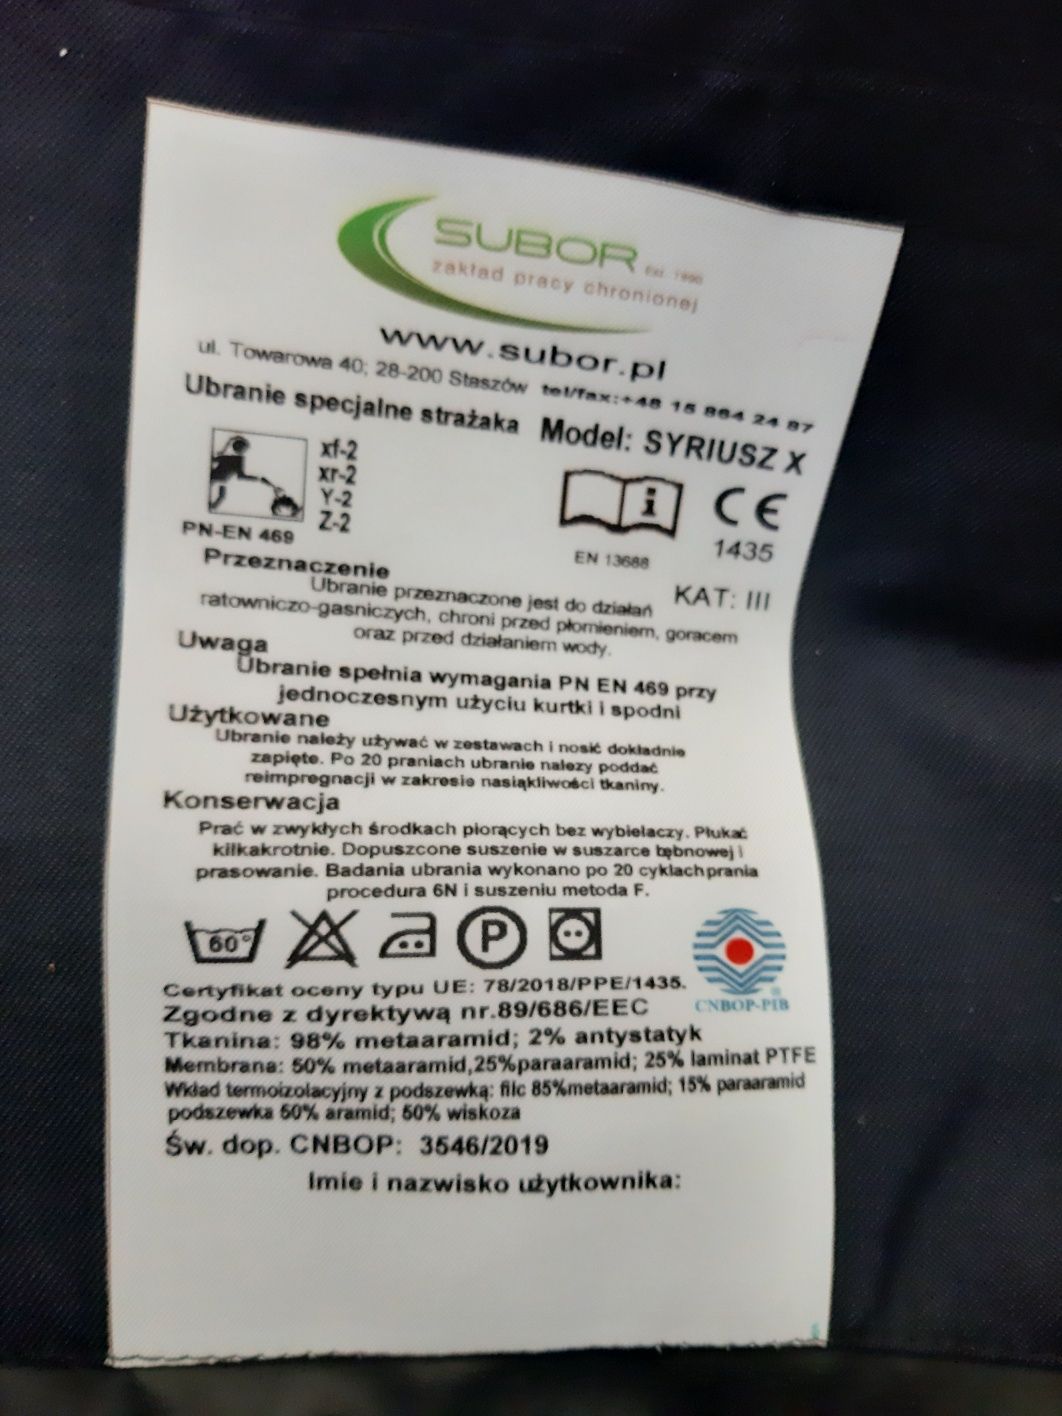 SUBOR
Est. 1990
zakład pracy chronionej
www.subor.pl
ul. Towarowa 40; 28-200 Staszów tel/fax:+48 15 864 24 87
Ubranie specjalne strażaka Model: SYRIUSZ X
xf-2
xr-2
Y-2
Z-2
PN-EN 469
i
EN 13688
CE
1435
KAT: III
Przeznaczenie
Ubranie przeznaczone jest do działań
ratowniczo-gasniczych, chroni przed płomieniem, goracem
oraz przed działaniem wody.
Uwaga
Ubranie spełnia wymagania PN EN 469 przy
jednoczesnym użyciu kurtki i spodni
Użytkowane
Ubranie należy używać w zestawach i nosić dokładnie
zapięte. Po 20 praniach ubranie nalezy poddać
reimpregnacji w zakresie nasiąkliwości tkaniny.
Konserwacja
Prać w zwykłych środkach piorących bez wybielaczy. Płukać
kilkakrotnie. Dopuszcone suszenie w suszarce bębnowej i
prasowanie. Badania ubrania wykonano po 20 cyklach prania
procedura 6N i suszeniu metoda F.
60°
P
CNBOP-PIB
®
Certyfikat oceny typu UE: 78/2018/PPE/1435.
Zgodne z dyrektywą nr.89/686/EEC
Tkanina: 98% metaaramid; 2% antystatyk
Membrana: 50% metaaramid,25%paraaramid; 25% laminat PTFE
Wkład termoizolacyjny z podszewką: filc 85%metaaramid; 15% paraaramid
podszewka 50% aramid; 50% wiskoza
Św. dop. CNBOP: 3546/2019
Imie i nazwisko użytkownika: